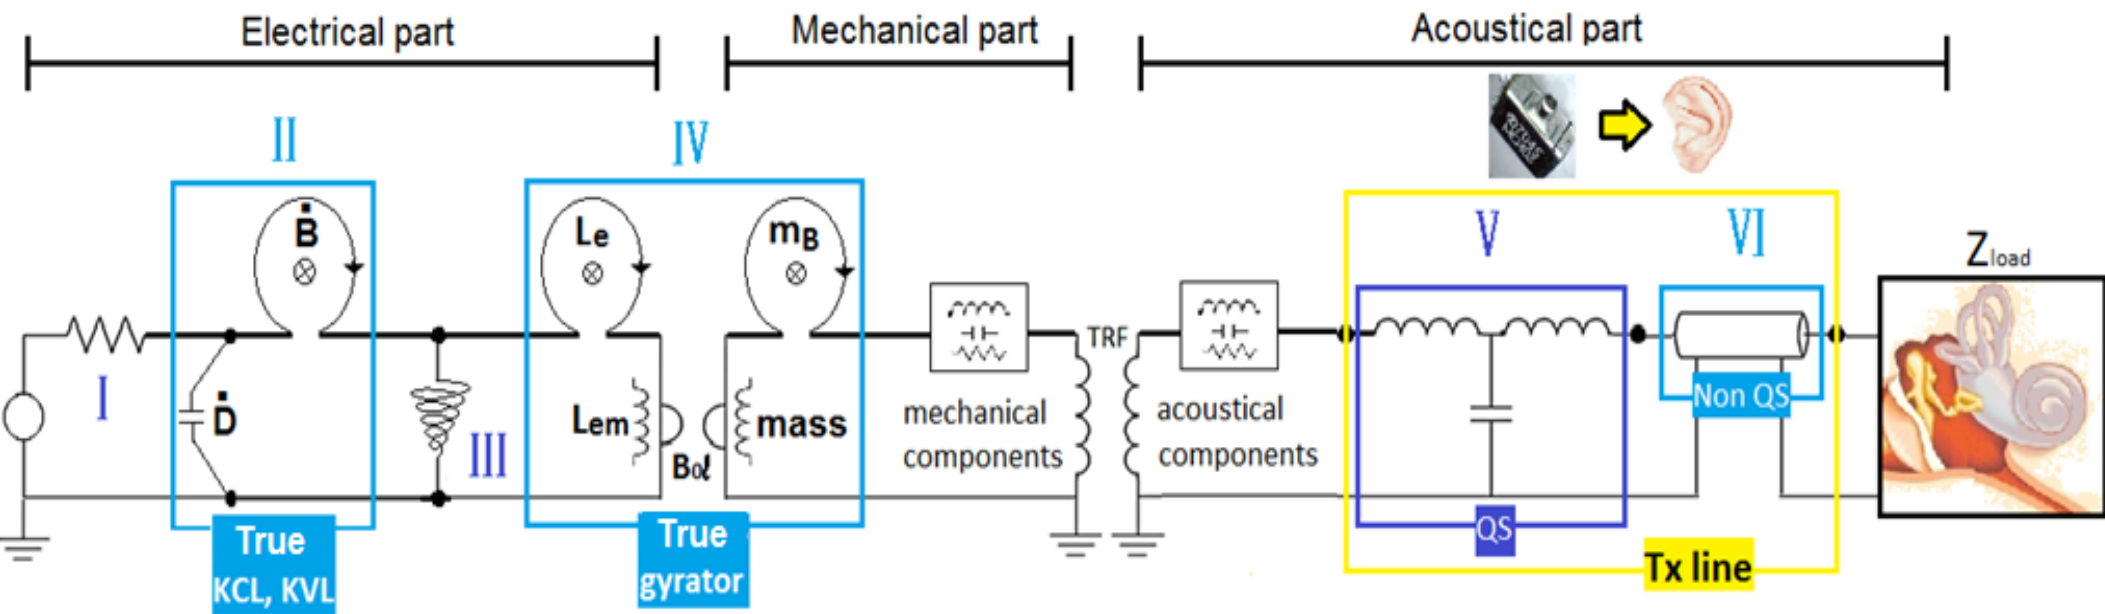 Electrical part
Mechanical part
Acoustical part
II
IV
V
VI
Ḃ
Le
mB
Zload
I
Ḋ
III
Lem
B0ℓ
mass
mechanical
components
TRF
acoustical
components
Non QS
QS
True
KCL, KVL
True
gyrator
Tx line